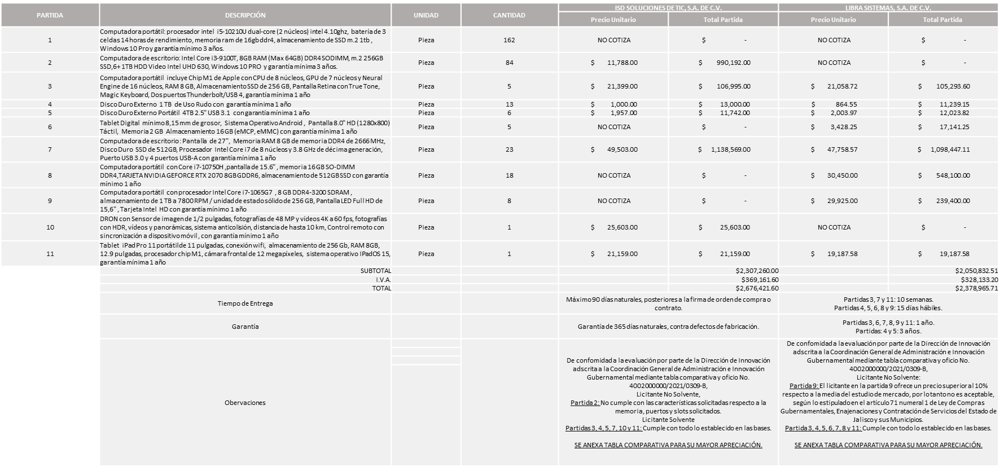 PARTIDA DESCRIPCIÓN UNIDAD CANTIDAD ISD SOLUCIONES DE TIC, S.A. DE C.V. LIBRA SISTEMAS, S.A. DE C.V.
Precio Unitario Total Partida Precio Unitario Total Partida
1 Computadora portátil: procesador intel i5-10210U dual-core (2 núcleos) intel 4.10ghz, batería de 3
celdas 14 horas de rendimiento, memoria ram de 16gb ddr4, almacenamiento de SSD m.2 1tb ,
Windows 10 Pro y garantía mínimo 3 años.
Pieza 162 NO COTIZA $ - NO COTIZA $ -
2 Computadora de escritorio: Intel Core i3-9100T, 8GB RAM (Max 64GB) DDR4 SODIMM, m.2 256GB
SSD,6+ 1TB HDD Video Intel UHD 630, Windows 10 PRO y garantía mínima 3 años.
Pieza 84 $ 11,788.00 $ 990,192.00 NO COTIZA $ -
3 Computadora portátil incluye Chip M1 de Apple con CPU de 8 núcleos, GPU de 7 núcleos y Neural
Engine de 16 núcleos, RAM 8 GB, Almacenamiento SSD de 256 GB, Pantalla Retina con True Tone,
Magic Keyboard, Dos puertos Thunderbolt/USB 4, garantía mínima 1 año
Pieza 5 $ 21,399.00 $ 106,995.00 $ 21,058.72 $ 105,293.60
4 Disco Duro Externo 1 TB de Uso Rudo con garantía mínima 1 año Pieza 13 $ 1,000.00 $ 13,000.00 $ 864.55 $ 11,239.15
5 Disco Duro Externo Portátil 4TB 2.5" USB 3.1 con garantía mínima 1 año Pieza 6 $ 1,957.00 $ 11,742.00 $ 2,003.97 $ 12,023.82
6 Tablet Digital mínimo 8,15 mm de grosor, Sistema Operativo Android , Pantalla 8.0" HD (1280x800)
Táctil, Memoria 2 GB Almacenamiento 16 GB (eMCP, eMMC) con garantía mínima 1 año
Pieza 5 NO COTIZA $ - $ 3,428.25 $ 17,141.25
7 Computadora de escritorio: Pantalla de 27", Memoria RAM 8 GB de memoria DDR4 de 2666 MHz,
Disco Duro SSD de 512GB, Procesador Intel Core i7 de 8 núcleos y 3.8 GHz de décima generación,
Puerto USB 3.0 y 4 puertos USB-A con garantía mínima 1 año
Pieza 23 $ 49,503.00 $ 1,138,569.00 $ 47,758.57 $ 1,098,447.11
8 Computadora portátil con Core i7-10750H ,pantalla de 15.6" , memoria 16 GB SO-DIMM
DDR4,TARJETA NVIDIA GEFORCE RTX 2070 8GB GDDR6, almacenamiento de 512GB SSD con garantía
mínimo 1 año
Pieza 18 NO COTIZA $ - $ 30,450.00 $ 548,100.00
9 Computadora portátil con procesador Intel Core i7-1065G7 , 8 GB DDR4-3200 SDRAM ,
almacenamiento de 1 TB a 7800 RPM / unidad de estado sólido de 256 GB, Pantalla LED Full HD de
15,6" , Tarjeta Intel HD con garantía mínimo 1 año
Pieza 8 NO COTIZA $ - $ 29,925.00 $ 239,400.00
10 DRON con Sensor de imagen de 1/2 pulgadas, fotografías de 48 MP y vídeos 4K a 60 fps, fotografías
con HDR, vídeos y panorámicas, sistema anticolisión, distancia de hasta 10 km, Control remoto con
sincronización a dispositivo móvil , con garantía mínimo 1 año
Pieza 1 $ 25,603.00 $ 25,603.00 NO COTIZA $ -
11 Tablet iPad Pro 11 portátil de 11 pulgadas, conexión wifi, almacenamiento de 256 Gb, RAM 8GB,
12.9 pulgadas, procesador chip M1, cámara frontal de 12 megapíxeles, sistema operativo IPadOS 15,
garantía mínima 1 año
Pieza 1 $ 21,159.00 $ 21,159.00 $ 19,187.58 $ 19,187.58
SUBTOTAL $2,307,260.00 $2,050,832.51
I.V.A. $369,161.60 $328,133.20
TOTAL $2,676,421.60 $2,378,965.71
Tiempo de Entrega
Máximo 90 días naturales, posteriores a la firma de orden de compra o
contrato.
Partidas 3, 7 y 11: 10 semanas.
Partidas 4, 5, 6, 8 y 9: 15 días hábiles.
Garantía
Garantía de 365 días naturales, contra defectos de fabricación.
Partidas 3, 6, 7, 8, 9 y 11: 1 año.
Partidas: 4 y 5: 3 años.
Obervaciones
De confomidad a la evaluación por parte de la Dirección de Innovación
adscrita a la Coordinación General de Administración e Innovación
Gubernamental mediante tabla comparativa y oficio No.
4002000000/2021/0309-B,
Licitante No Solvente,
Partida 2: No cumple con las características solicitadas respecto a la
memoria, puertos y slots solicitados.
Licitante Solvente
Partidas 3, 4, 5, 7, 10 y 11: Cumple con todo lo establecido en las bases.
SE ANEXA TABLA COMPARATIVA PARA SU MAYOR APRECIACIÓN.
De confomidad a la evaluación por parte de la Dirección de Innovación
adscrita a la Coordinación General de Administración e Innovación
Gubernamental mediante tabla comparativa y oficio No.
4002000000/2021/0309-B,
Licitante No Solvente:
Partida 9: El licitante en la partida 9 ofrece un precio superior al 10%
respecto a la media del estudio de mercado, por lo tanto no es aceptable,
según lo estipulado en el artículo 71 numeral 1 de Ley de Compras
Gubernamentales, Enajenaciones y Contratación de Servicios del Estado de
Jalisco y sus Municipios.
Partida 3, 4, 5, 6, 7, 8 y 11: Cumple con todo lo establecido en las bases.
SE ANEXA TABLA COMPARATIVA PARA SU MAYOR APRECIACIÓN.